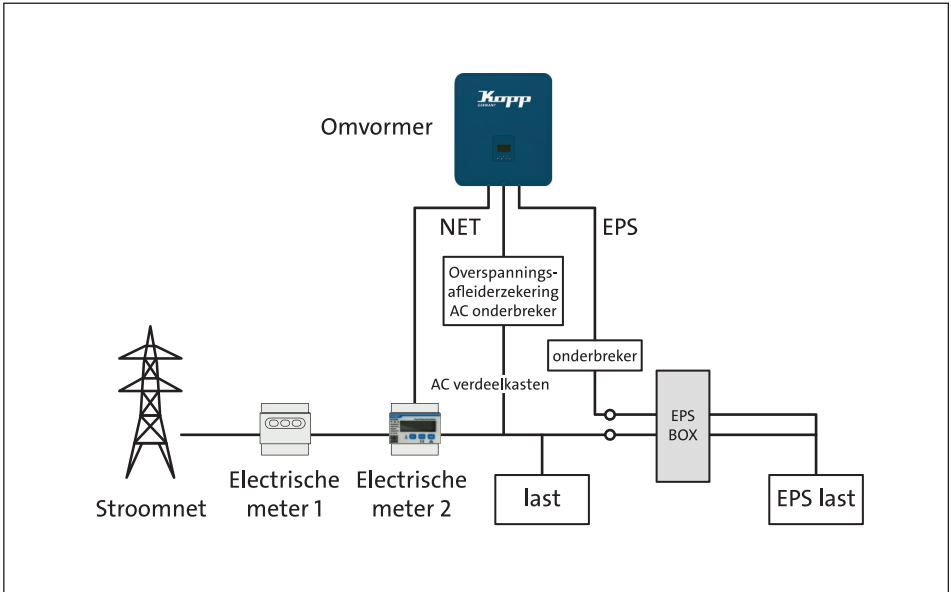 Kopp
GERMANY
Omvormer
NET
EPS
Overspannings-
afleiderzekering
AC onderbreker
onderbreker
AC verdeelkasten
EPS
BOX
Stroomnet
Electrische
meter 1
Electrische
meter 2
last
EPS last